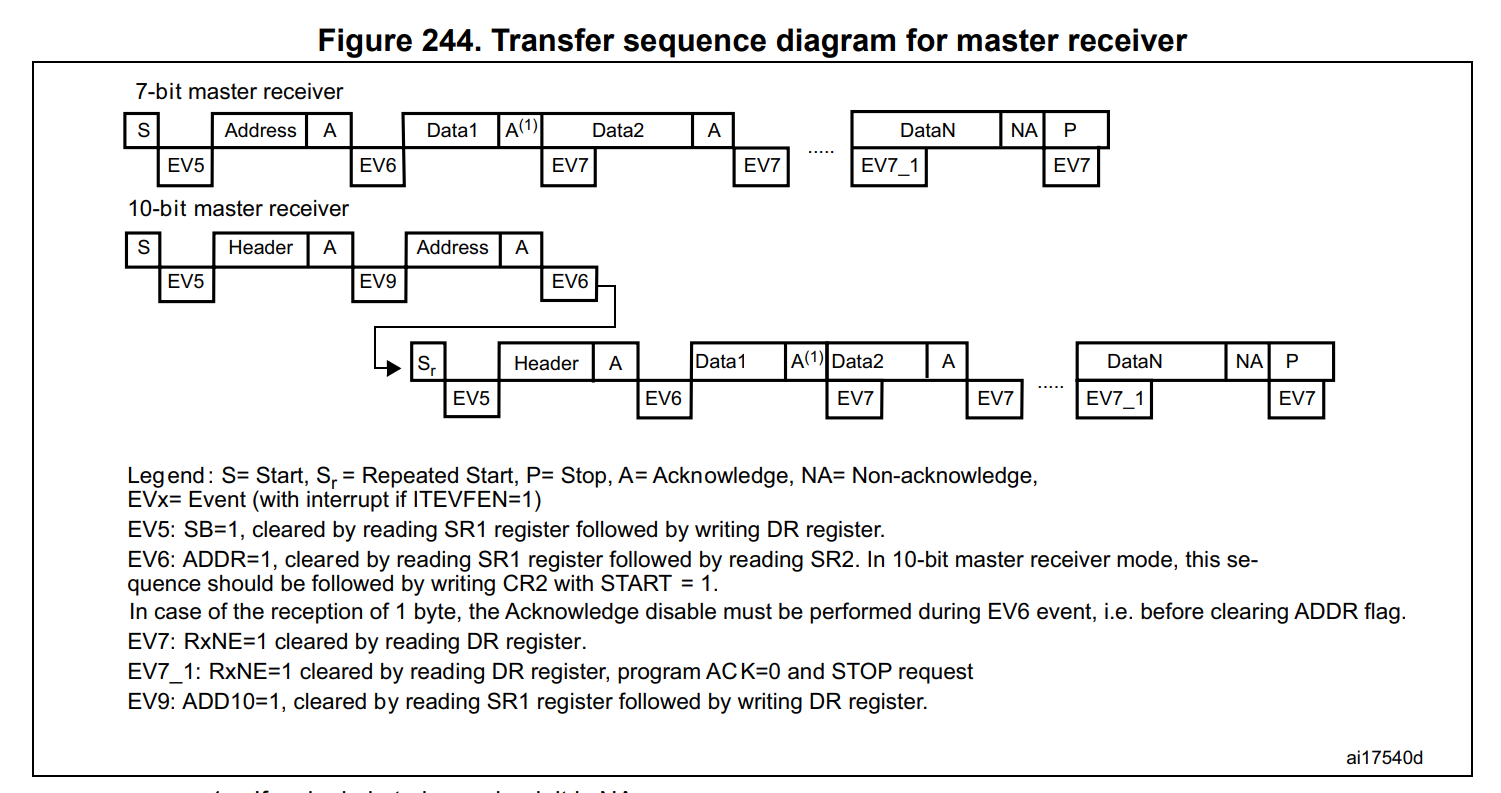 Figure 244. Transfer sequence diagram for master receiver
7-bit master receiver
S Address A Data1 A(1) Data2 A ..... DataN NA P
EV5 EV6 EV7 EV7 EV7_1 EV7
10-bit master receiver
S Header A Address A
EV5 EV9 EV6
Sr Header A Data1 A(1) Data2 A ..... DataN NA P
EV5 EV6 EV7 EV7 EV7_1 EV7
Legend: S= Start, Sr = Repeated Start, P= Stop, A= Acknowledge, NA= Non-acknowledge,
EVx= Event (with interrupt if ITEVFEN=1)
EV5: SB=1, cleared by reading SR1 register followed by writing DR register.
EV6: ADDR=1, cleared by reading SR1 register followed by reading SR2. In 10-bit master receiver mode, this se-
quence should be followed by writing CR2 with START = 1.
In case of the reception of 1 byte, the Acknowledge disable must be performed during EV6 event, i.e. before clearing ADDR flag.
EV7: RxNE=1 cleared by reading DR register.
EV7_1: RxNE=1 cleared by reading DR register, program ACK=0 and STOP request
EV9: ADD10=1, cleared by reading SR1 register followed by writing DR register.
ai17540d